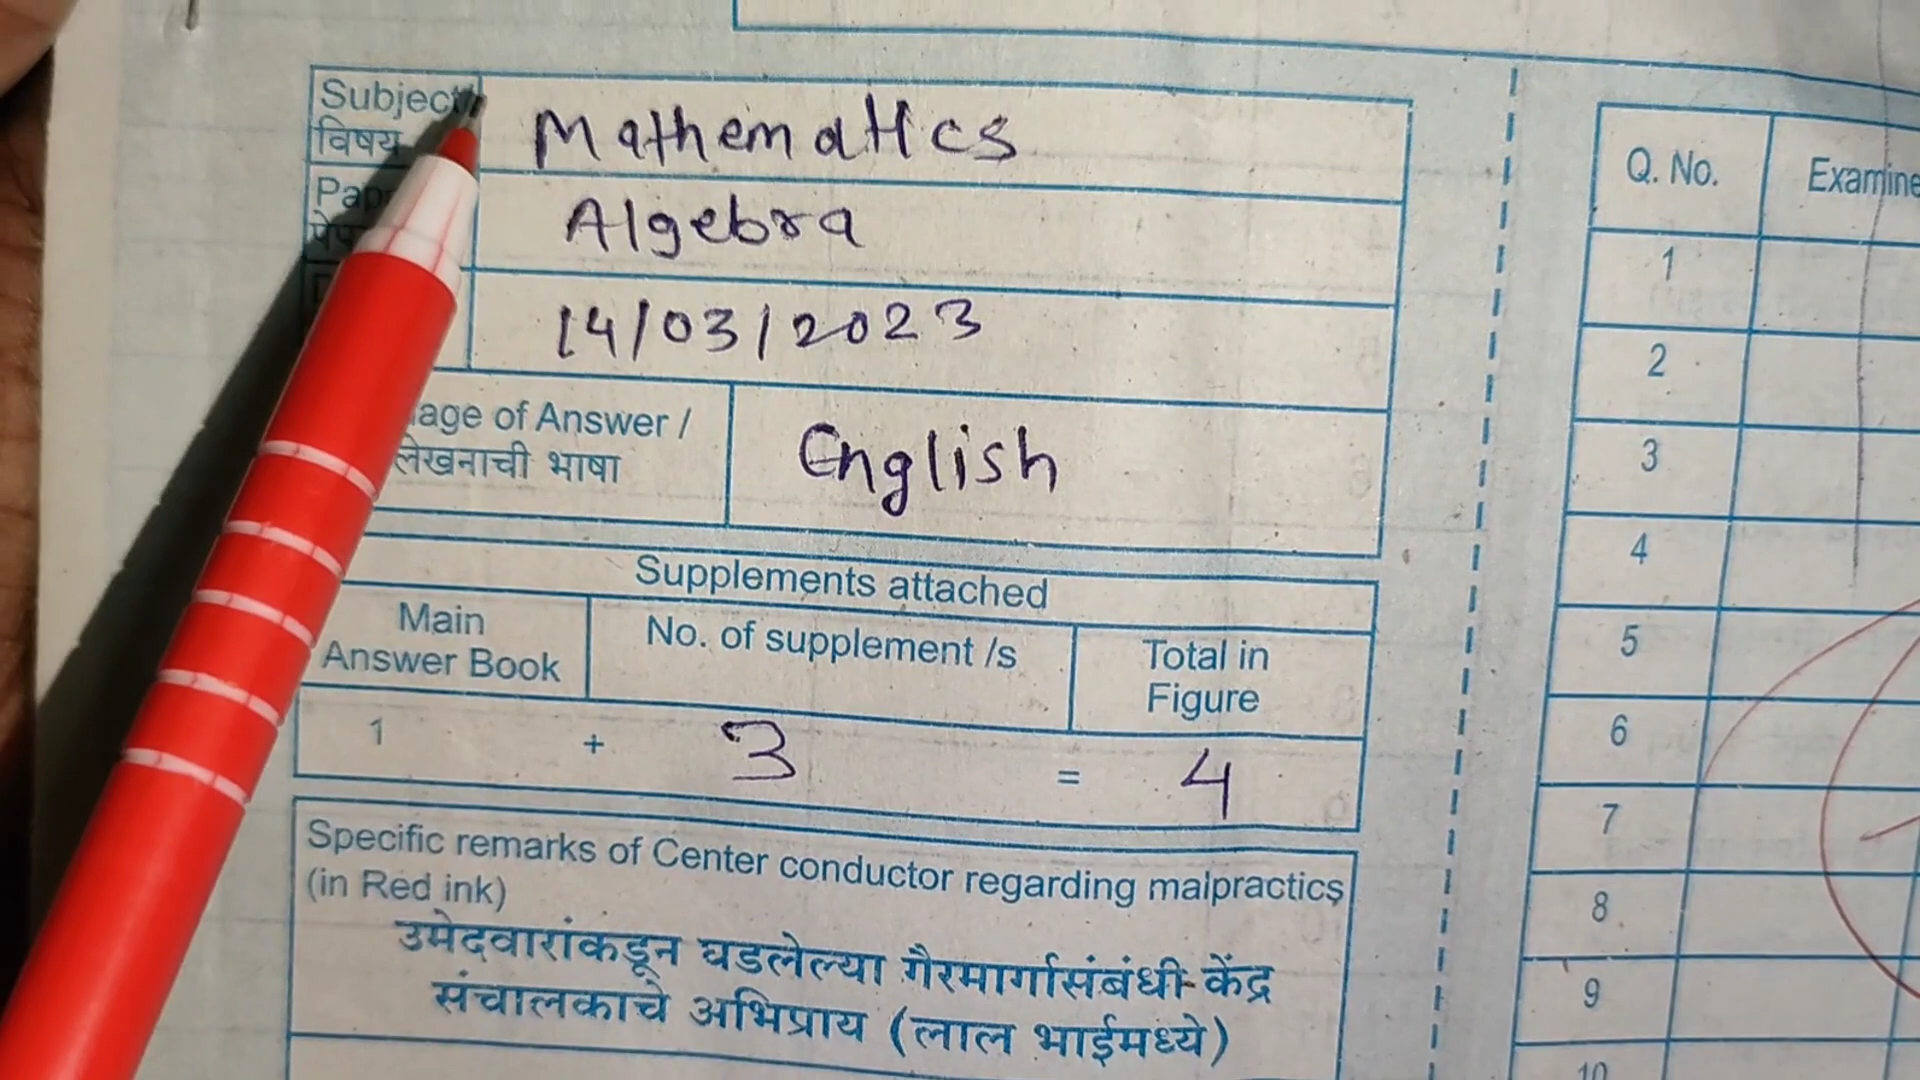 Subject
विषय
Mathematics
Algebra
14/03/2023
age of Answer /
लेखनाची भाषा
English
Supplements attached
Main
Answer Book
No. of supplement /s
Total in
Figure
1 + 3 = 4
Specific remarks of Center conductor regarding malpractics
(in Red ink)
उमेदवारांकडून घडलेल्या गैरमार्गासंबंधी केंद्र
संचालकाचे अभिप्राय (लाल भाईमध्ये)
Q. No. Examine
1
2
3
4
5
6
7
8
9
10